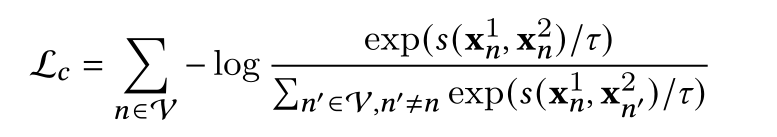 $\mathcal{L}_c = \sum_{n \in \mathcal{V}} -\log \frac{\exp(s(\mathbf{x}_n^1, \mathbf{x}_n^2)/\tau)}{\sum_{n' \in \mathcal{V}, n' \neq n} \exp(s(\mathbf{x}_n^1, \mathbf{x}_{n'}^2)/\tau)}$